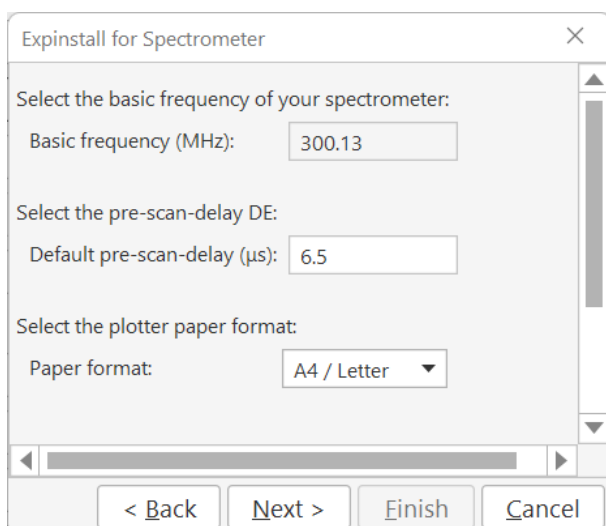 Expinstall for Spectrometer
Select the basic frequency of your spectrometer:
Basic frequency (MHz): 300.13
Select the pre-scan-delay DE:
Default pre-scan-delay (µs): 6.5
Select the plotter paper format:
Paper format: A4 / Letter
< Back Next > Finish Cancel